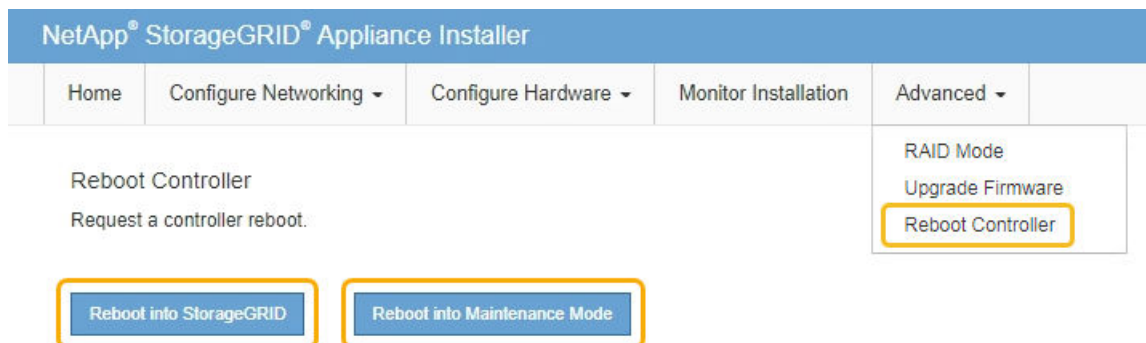 NetApp® StorageGRID® Appliance Installer
Home Configure Networking Configure Hardware Monitor Installation Advanced
RAID Mode
Upgrade Firmware
Reboot Controller
Reboot Controller
Request a controller reboot.
Reboot into StorageGRID Reboot into Maintenance Mode